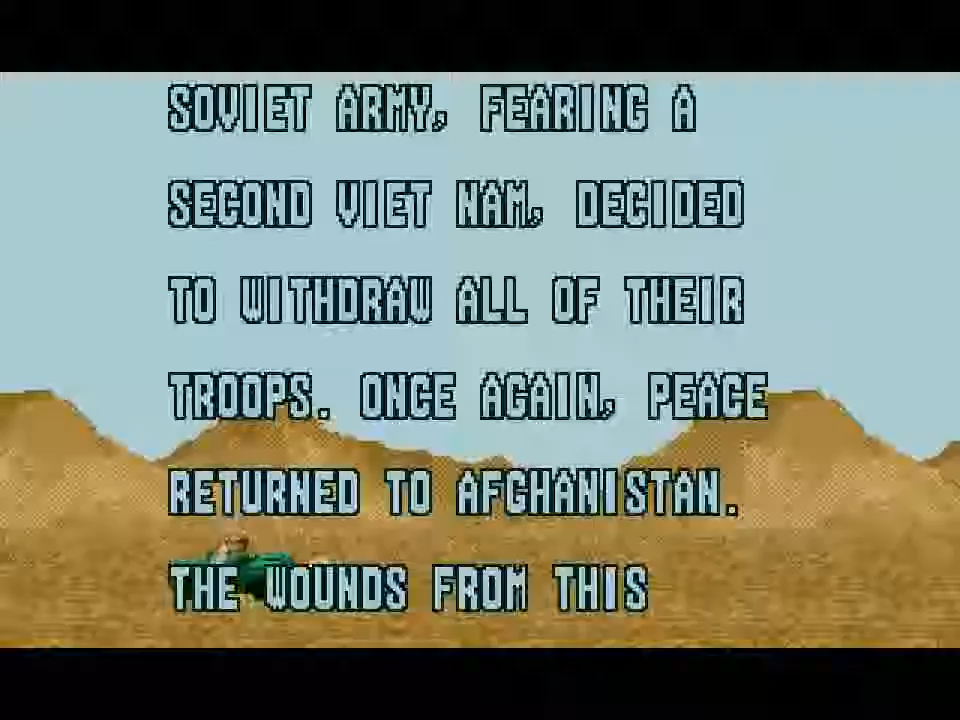 SOVIET ARMY, FEARING A
SECOND VIET NAM, DECIDED
TO WITHDRAW ALL OF THEIR
TROOPS. ONCE AGAIN, PEACE
RETURNED TO AFGHANISTAN.
THE WOUNDS FROM THIS